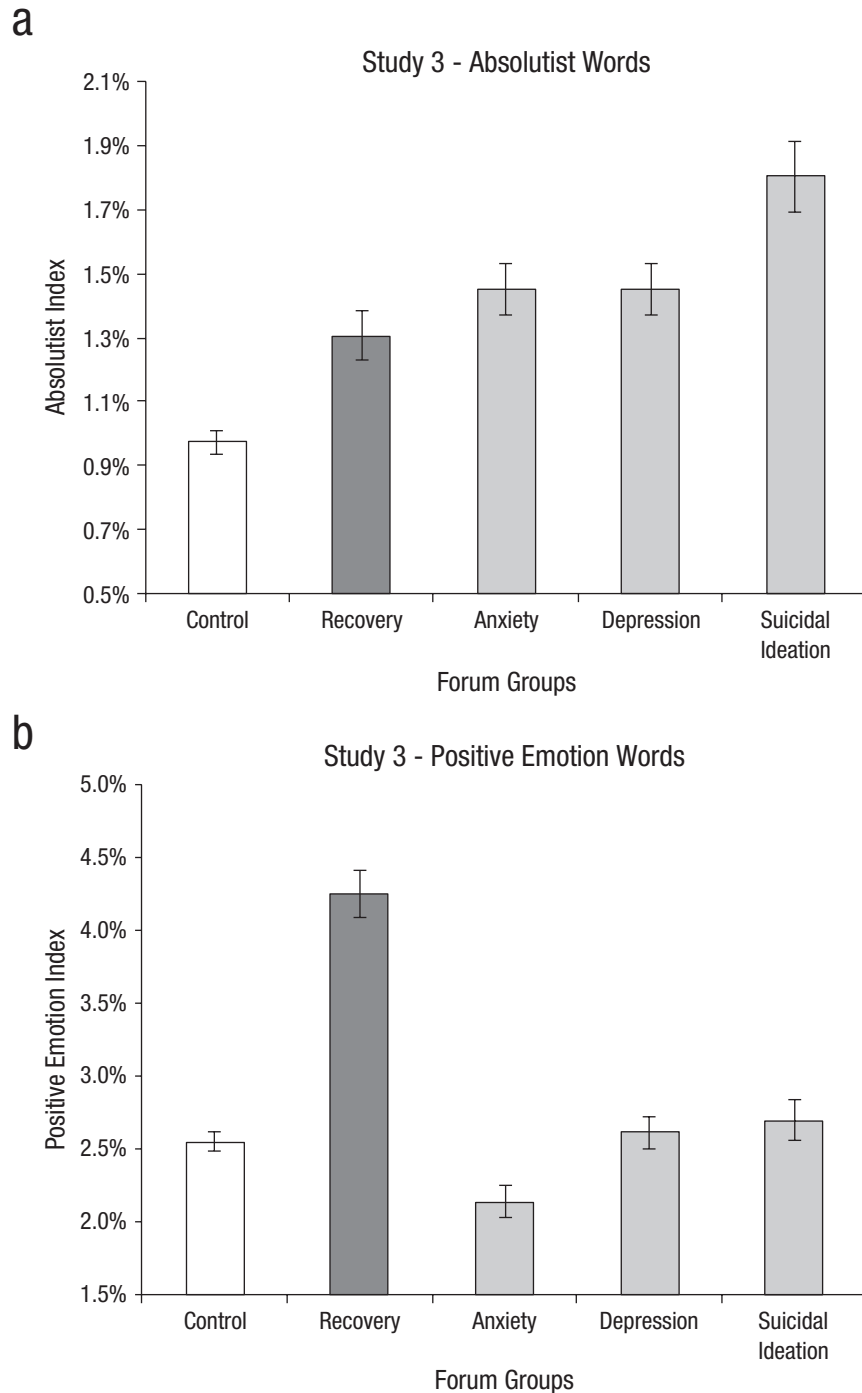 a
Study 3 - Absolutist Words
2.1%
1.9%
1.7%
1.5%
1.3%
1.1%
0.9%
0.7%
0.5%
Absolutist Index
Control
Recovery
Anxiety
Depression
Suicidal
Ideation
Forum Groups
b
Study 3 - Positive Emotion Words
5.0%
4.5%
4.0%
3.5%
3.0%
2.5%
2.0%
1.5%
Positive Emotion Index
Control
Recovery
Anxiety
Depression
Suicidal
Ideation
Forum Groups